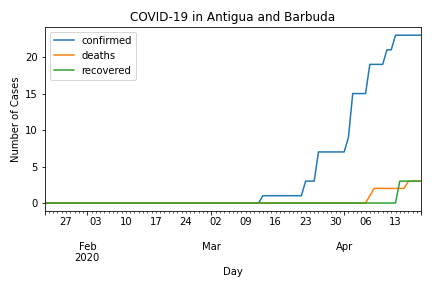 COVID-19 in Antigua and Barbuda
confirmed
deaths
recovered
Number of Cases
20
15
10
5
0
27 03 10 17 24 02 09 16 23 30 06 13
Feb Mar Apr
2020
Day